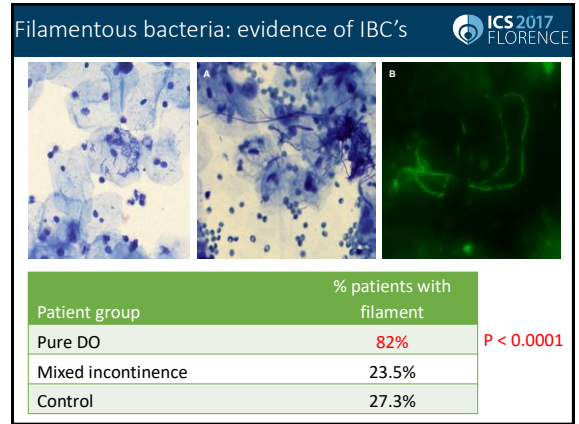 Filamentous bacteria: evidence of IBC's
ICS 2017
FLORENCE
A
B
% patients with
Patient group filament
Pure DO 82%
P < 0.0001
Mixed incontinence 23.5%
Control 27.3%